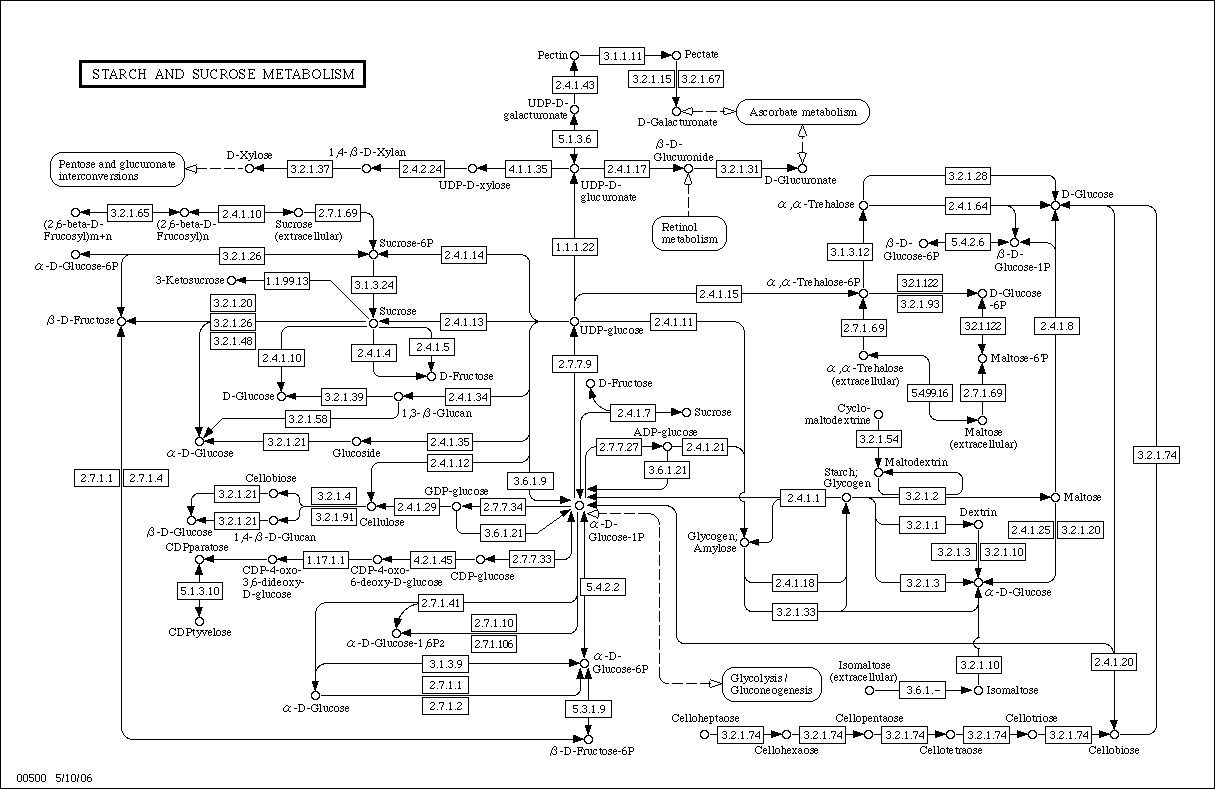 STARCH AND SUCROSE METABOLISM
Pectin
3.1.1.11
Pectate
2.4.1.43
3.2.1.15
3.2.1.67
UDP-D-
galacturonate
D-Galacturonate
Ascorbate metabolism
5.1.3.6
Pentose and glucuronate
interconversions
D-Xylose
3.2.1.37
1,4-β-D-Xylan
2.4.2.24
UDP-D-xylose
4.1.1.35
UDP-D-
glucuronate
2.4.1.17
β-D-
Glucuronide
3.2.1.31
D-Glucuronate
Retinol
metabolism
3.2.1.28
D-Glucose
α,α-Trehalose
2.4.1.64
(2,6-beta-D-
Frucosyl)m+n
3.2.1.65
(2,6-beta-D-
Frucosyl)n
2.4.1.10
Sucrose
(extracellular)
2.7.1.69
Sucrose-6P
1.1.1.22
β-D-
Glucose-6P
5.4.2.6
β-D-
Glucose-1P
3.1.3.12
α-D-Glucose-6P
3.2.1.26
2.4.1.14
3-Ketosucrose
1.1.99.13
3.1.3.24
α,α-Trehalose-6P
3.2.1.122
3.2.1.93
D-Glucose
-6P
2.4.1.15
3.2.1.20
3.2.1.26
3.2.1.48
β-D-Fructose
Sucrose
2.4.1.13
UDP-glucose
2.4.1.11
2.7.1.69
3.2.1.122
2.4.1.8
2.4.1.10
2.4.1.4
2.4.1.5
D-Fructose
2.7.7.9
Maltose-6'P
α,α-Trehalose
(extracellular)
D-Glucose
3.2.1.39
1,3-β-Glucan
2.4.1.34
D-Fructose
5.4.99.16
2.7.1.69
3.2.1.58
2.4.1.7
Sucrose
Cyclo-
maltodextrine
Maltose
(extracellular)
α-D-Glucose
3.2.1.21
Glucoside
2.4.1.35
ADP-glucose
2.7.7.27
2.4.1.21
3.2.1.54
3.2.1.74
2.4.1.12
3.6.1.21
Maltodextrin
2.7.1.1
2.7.1.4
Cellobiose
3.2.1.21
3.2.1.4
3.2.1.91
3.2.1.21
β-D-Glucose
1,4-β-D-Glucan
Cellulose
2.4.1.29
GDP-glucose
2.7.7.34
3.6.1.9
3.6.1.21
α-D-
Glucose-1P
Starch;
Glycogen
2.4.1.1
3.2.1.2
Maltose
Dextrin
3.2.1.1
2.4.1.25
3.2.1.20
Glycogen;
Amylose
3.2.1.3
3.2.1.10
CDPparatose
1.17.1.1
CDP-4-oxo-
3,6-dideoxy-
D-glucose
4.2.1.45
CDP-4-oxo-
6-deoxy-D-glucose
2.7.7.33
CDP-glucose
5.1.3.10
CDPtyvelose
5.4.2.2
2.4.1.18
3.2.1.3
α-D-Glucose
2.7.1.41
2.7.1.10
2.7.1.106
α-D-Glucose-1,6P2
3.2.1.33
3.1.3.9
2.7.1.1
2.7.1.2
α-D-Glucose
α-D-
Glucose-6P
Glycolysis /
Gluconeogenesis
Isomaltose
(extracellular)
3.6.1.-
3.2.1.10
Isomaltose
2.4.1.20
5.3.1.9
β-D-Fructose-6P
Celloheptaose
3.2.1.74
Cellohexaose
3.2.1.74
Cellopentaose
3.2.1.74
Cellotetraose
3.2.1.74
Cellotriose
3.2.1.74
Cellobiose
00500 5/10/06